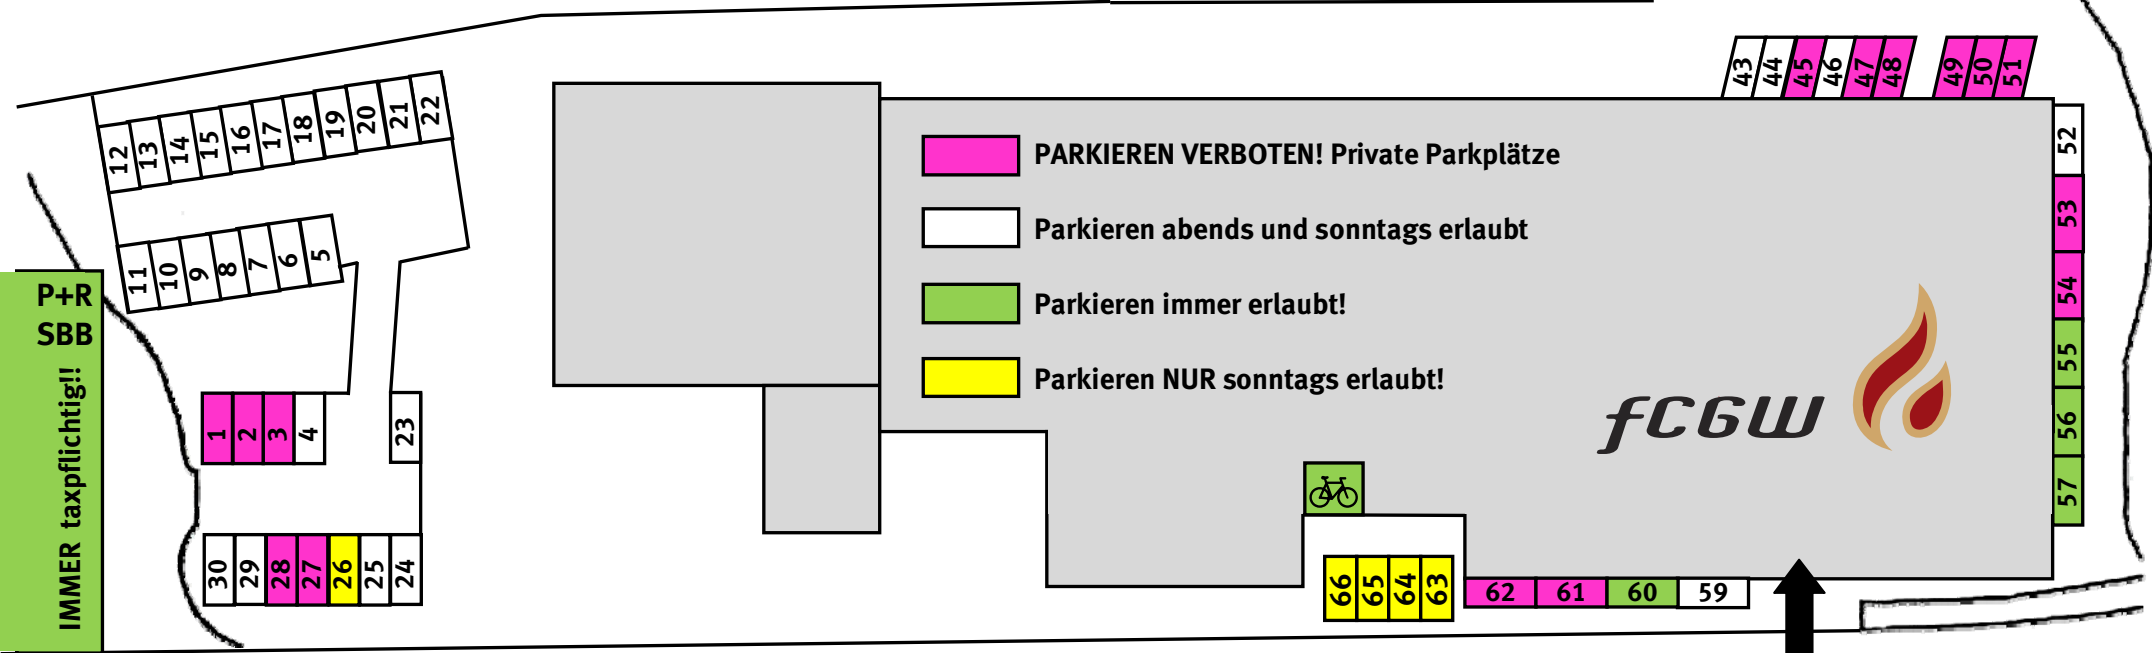 43 44 45 46 47 48 49 50 51
12 13 14 15 16 17 18 19 20 21 22
PARKIEREN VERBOTEN! Private Parkplätze
Parkieren abends und sonntags erlaubt
Parkieren immer erlaubt!
Parkieren NUR sonntags erlaubt!
52
53
54
55
56
57
11 10 9 8 7 6 5
P+R
SBB
IMMER taxpflichtig!!
1 2 3 4
23
fCGW
30 29 28 27 26 25 24
66 65 64 63
62 61 60 59